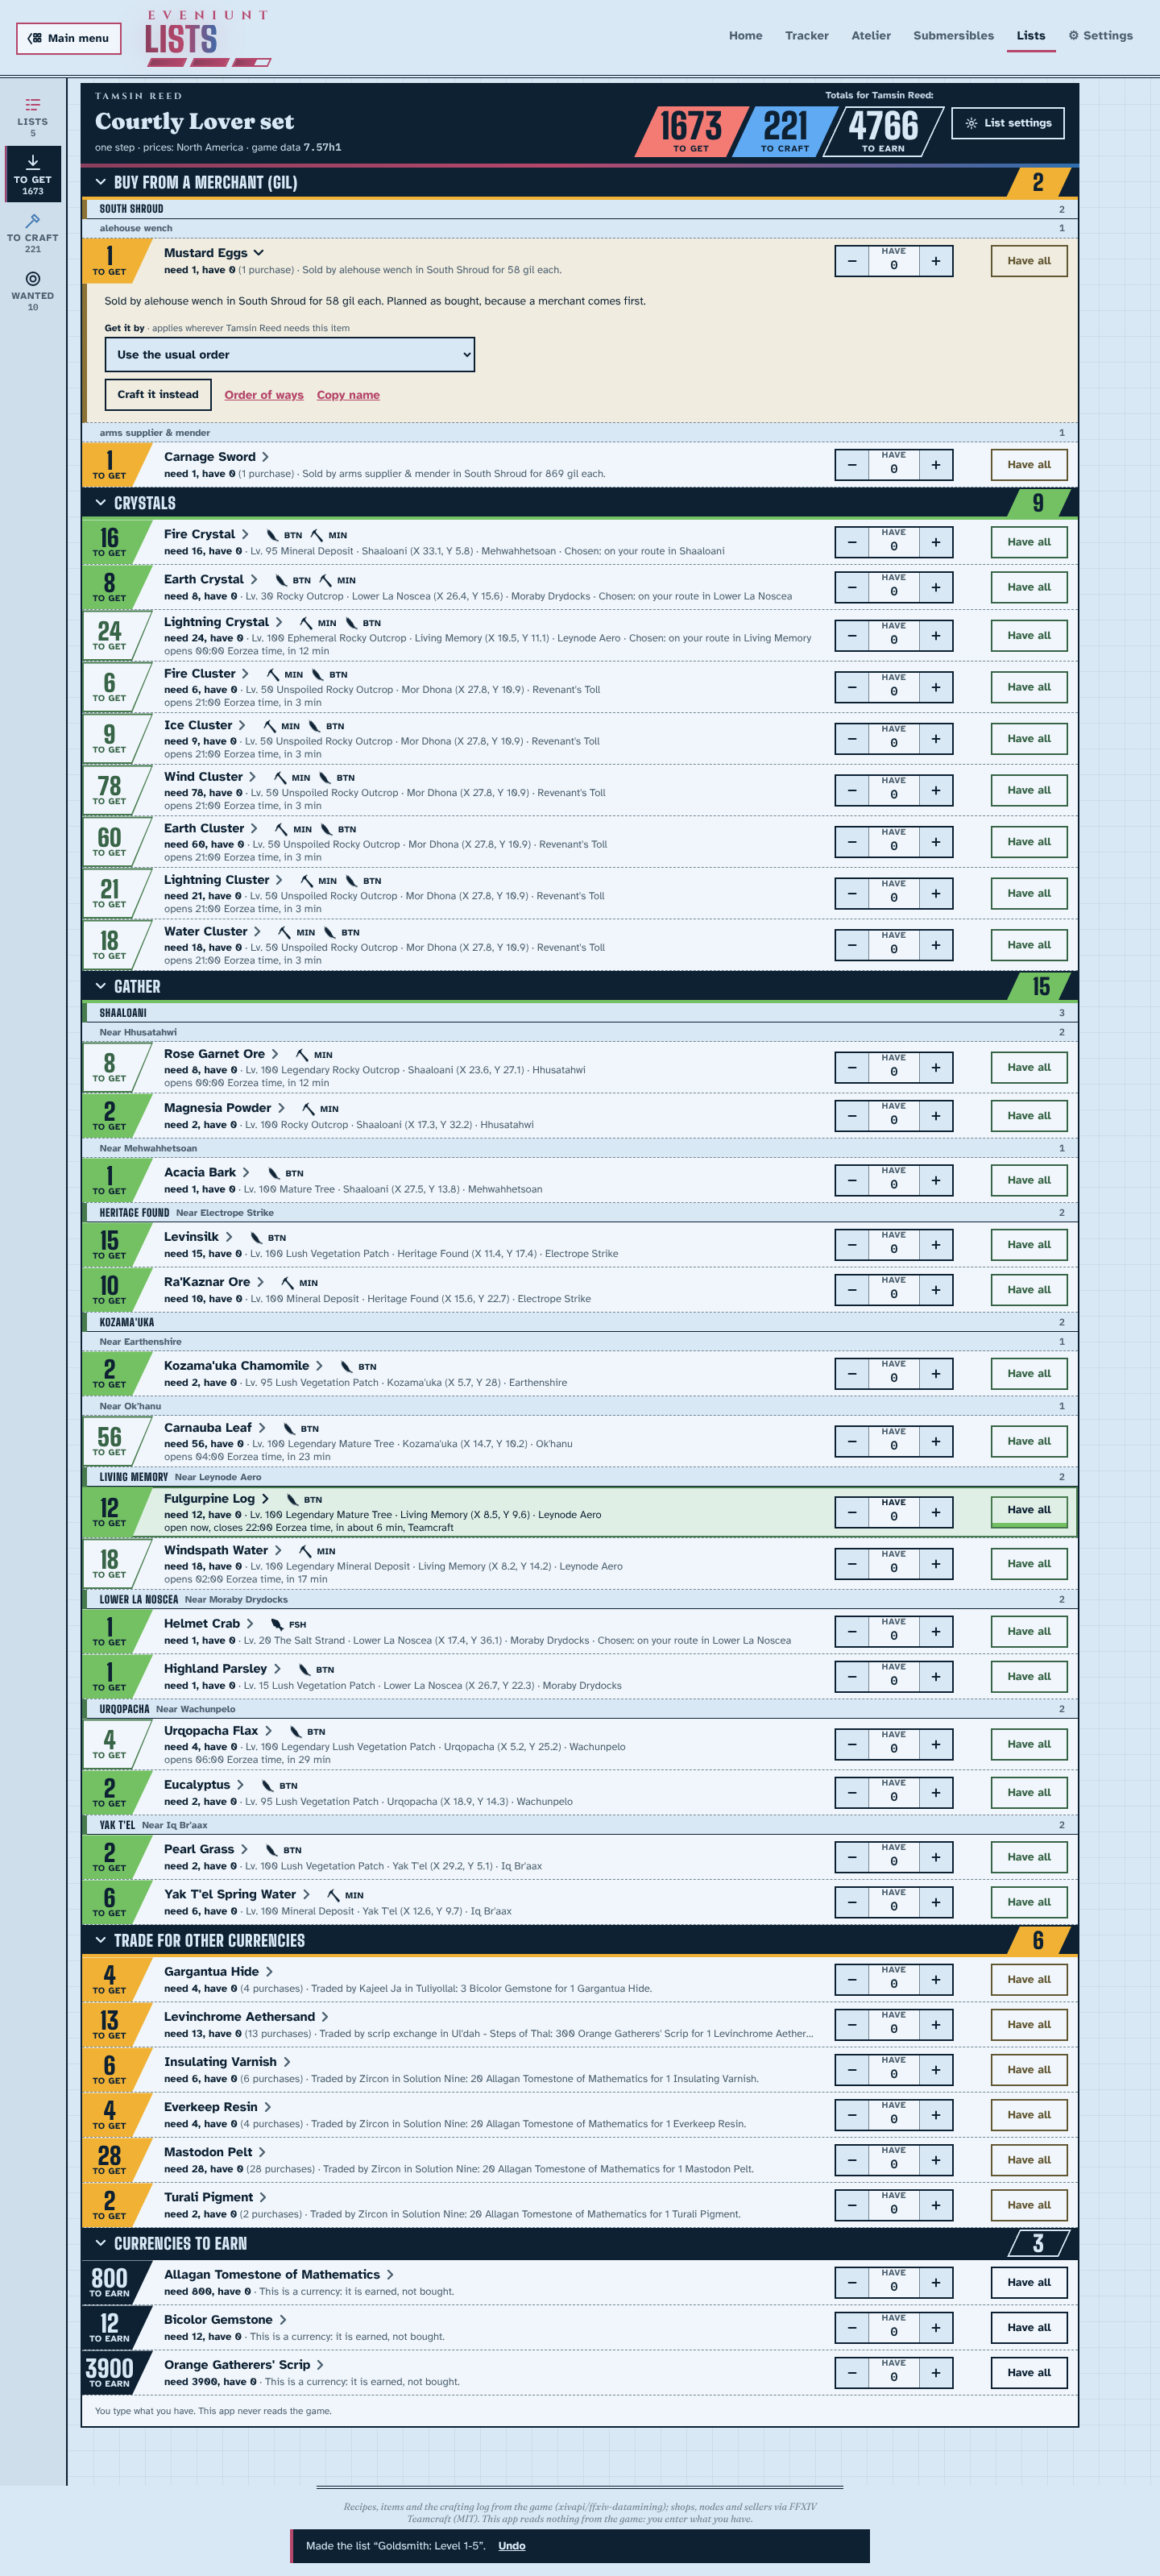 Main menu
EVENIUNT
LISTS
Home
Tracker
Atelier
Submersibles
Lists
Settings
LISTS
5
TO GET
1673
TO CRAFT
221
WANTED
10
TAMSIN REED
Courtly Lover set
one step · prices: North America · game data 7.57h1
Totals for Tamsin Reed:
1673
TO GET
221
TO CRAFT
4766
TO EARN
List settings
BUY FROM A MERCHANT (GIL)
2
SOUTH SHROUD
2
alehouse wench
1
1
TO GET
Mustard Eggs
need 1, have 0 (1 purchase) · Sold by alehouse wench in South Shroud for 58 gil each.
HAVE
− 0 +
Have all
Sold by alehouse wench in South Shroud for 58 gil each. Planned as bought, because a merchant comes first.
Get it by · applies wherever Tamsin Reed needs this item
Use the usual order
Craft it instead
Order of ways
Copy name
arms supplier & mender
1
1
TO GET
Carnage Sword
need 1, have 0 (1 purchase) · Sold by arms supplier & mender in South Shroud for 869 gil each.
HAVE
− 0 +
Have all
CRYSTALS
9
16
TO GET
Fire Crystal BTN MIN
need 16, have 0 · Lv. 95 Mineral Deposit · Shaaloani (X 33.1, Y 5.8) · Mehwahhetsoan · Chosen: on your route in Shaaloani
HAVE
− 0 +
Have all
8
TO GET
Earth Crystal BTN MIN
need 8, have 0 · Lv. 30 Rocky Outcrop · Lower La Noscea (X 26.4, Y 15.6) · Moraby Drydocks · Chosen: on your route in Lower La Noscea
HAVE
− 0 +
Have all
24
TO GET
Lightning Crystal MIN BTN
need 24, have 0 · Lv. 100 Ephemeral Rocky Outcrop · Living Memory (X 10.5, Y 11.1) · Leynode Aero · Chosen: on your route in Living Memory
opens 00:00 Eorzea time, in 12 min
HAVE
− 0 +
Have all
6
TO GET
Fire Cluster MIN BTN
need 6, have 0 · Lv. 50 Unspoiled Rocky Outcrop · Mor Dhona (X 27.8, Y 10.9) · Revenant's Toll
opens 21:00 Eorzea time, in 3 min
HAVE
− 0 +
Have all
9
TO GET
Ice Cluster MIN BTN
need 9, have 0 · Lv. 50 Unspoiled Rocky Outcrop · Mor Dhona (X 27.8, Y 10.9) · Revenant's Toll
opens 21:00 Eorzea time, in 3 min
HAVE
− 0 +
Have all
78
TO GET
Wind Cluster MIN BTN
need 78, have 0 · Lv. 50 Unspoiled Rocky Outcrop · Mor Dhona (X 27.8, Y 10.9) · Revenant's Toll
opens 21:00 Eorzea time, in 3 min
HAVE
− 0 +
Have all
60
TO GET
Earth Cluster MIN BTN
need 60, have 0 · Lv. 50 Unspoiled Rocky Outcrop · Mor Dhona (X 27.8, Y 10.9) · Revenant's Toll
opens 21:00 Eorzea time, in 3 min
HAVE
− 0 +
Have all
21
TO GET
Lightning Cluster MIN BTN
need 21, have 0 · Lv. 50 Unspoiled Rocky Outcrop · Mor Dhona (X 27.8, Y 10.9) · Revenant's Toll
opens 21:00 Eorzea time, in 3 min
HAVE
− 0 +
Have all
18
TO GET
Water Cluster MIN BTN
need 18, have 0 · Lv. 50 Unspoiled Rocky Outcrop · Mor Dhona (X 27.8, Y 10.9) · Revenant's Toll
opens 21:00 Eorzea time, in 3 min
HAVE
− 0 +
Have all
GATHER
15
SHAALOANI
3
Near Hhusatahwi
2
8
TO GET
Rose Garnet Ore MIN
need 8, have 0 · Lv. 100 Legendary Rocky Outcrop · Shaaloani (X 23.6, Y 27.1) · Hhusatahwi
opens 00:00 Eorzea time, in 12 min
HAVE
− 0 +
Have all
2
TO GET
Magnesia Powder MIN
need 2, have 0 · Lv. 100 Rocky Outcrop · Shaaloani (X 17.3, Y 32.2) · Hhusatahwi
HAVE
− 0 +
Have all
Near Mehwahhetsoan
1
1
TO GET
Acacia Bark BTN
need 1, have 0 · Lv. 100 Mature Tree · Shaaloani (X 27.5, Y 13.8) · Mehwahhetsoan
HAVE
− 0 +
Have all
HERITAGE FOUND Near Electrope Strike
2
15
TO GET
Levinsilk BTN
need 15, have 0 · Lv. 100 Lush Vegetation Patch · Heritage Found (X 11.4, Y 17.4) · Electrope Strike
HAVE
− 0 +
Have all
10
TO GET
Ra'Kaznar Ore MIN
need 10, have 0 · Lv. 100 Mineral Deposit · Heritage Found (X 15.6, Y 22.7) · Electrope Strike
HAVE
− 0 +
Have all
KOZAMA'UKA
2
Near Earthenshire
1
2
TO GET
Kozama'uka Chamomile BTN
need 2, have 0 · Lv. 95 Lush Vegetation Patch · Kozama'uka (X 5.7, Y 28) · Earthenshire
HAVE
− 0 +
Have all
Near Ok'hanu
1
56
TO GET
Carnauba Leaf BTN
need 56, have 0 · Lv. 100 Legendary Mature Tree · Kozama'uka (X 14.7, Y 10.2) · Ok'hanu
opens 04:00 Eorzea time, in 23 min
HAVE
− 0 +
Have all
LIVING MEMORY Near Leynode Aero
2
12
TO GET
Fulgurpine Log BTN
need 12, have 0 · Lv. 100 Legendary Mature Tree · Living Memory (X 8.5, Y 9.6) · Leynode Aero
open now, closes 22:00 Eorzea time, in about 6 min, Teamcraft
HAVE
− 0 +
Have all
18
TO GET
Windspath Water MIN
need 18, have 0 · Lv. 100 Legendary Mineral Deposit · Living Memory (X 8.2, Y 14.2) · Leynode Aero
opens 02:00 Eorzea time, in 17 min
HAVE
− 0 +
Have all
LOWER LA NOSCEA Near Moraby Drydocks
2
1
TO GET
Helmet Crab FSH
need 1, have 0 · Lv. 20 The Salt Strand · Lower La Noscea (X 17.4, Y 36.1) · Moraby Drydocks · Chosen: on your route in Lower La Noscea
HAVE
− 0 +
Have all
1
TO GET
Highland Parsley BTN
need 1, have 0 · Lv. 15 Lush Vegetation Patch · Lower La Noscea (X 26.7, Y 22.3) · Moraby Drydocks
HAVE
− 0 +
Have all
URQOPACHA Near Wachunpelo
2
4
TO GET
Urqopacha Flax BTN
need 4, have 0 · Lv. 100 Legendary Lush Vegetation Patch · Urqopacha (X 5.2, Y 25.2) · Wachunpelo
opens 06:00 Eorzea time, in 29 min
HAVE
− 0 +
Have all
2
TO GET
Eucalyptus BTN
need 2, have 0 · Lv. 95 Lush Vegetation Patch · Urqopacha (X 18.9, Y 14.3) · Wachunpelo
HAVE
− 0 +
Have all
YAK T'EL Near Iq Br'aax
2
2
TO GET
Pearl Grass BTN
need 2, have 0 · Lv. 100 Lush Vegetation Patch · Yak T'el (X 29.2, Y 5.1) · Iq Br'aax
HAVE
− 0 +
Have all
6
TO GET
Yak T'el Spring Water MIN
need 6, have 0 · Lv. 100 Mineral Deposit · Yak T'el (X 12.6, Y 9.7) · Iq Br'aax
HAVE
− 0 +
Have all
TRADE FOR OTHER CURRENCIES
6
4
TO GET
Gargantua Hide
need 4, have 0 (4 purchases) · Traded by Kajeel Ja in Tuliyollal: 3 Bicolor Gemstone for 1 Gargantua Hide.
HAVE
− 0 +
Have all
13
TO GET
Levinchrome Aethersand
need 13, have 0 (13 purchases) · Traded by scrip exchange in Ul'dah - Steps of Thal: 300 Orange Gatherers' Scrip for 1 Levinchrome Aether...
HAVE
− 0 +
Have all
6
TO GET
Insulating Varnish
need 6, have 0 (6 purchases) · Traded by Zircon in Solution Nine: 20 Allagan Tomestone of Mathematics for 1 Insulating Varnish.
HAVE
− 0 +
Have all
4
TO GET
Everkeep Resin
need 4, have 0 (4 purchases) · Traded by Zircon in Solution Nine: 20 Allagan Tomestone of Mathematics for 1 Everkeep Resin.
HAVE
− 0 +
Have all
28
TO GET
Mastodon Pelt
need 28, have 0 (28 purchases) · Traded by Zircon in Solution Nine: 20 Allagan Tomestone of Mathematics for 1 Mastodon Pelt.
HAVE
− 0 +
Have all
2
TO GET
Turali Pigment
need 2, have 0 (2 purchases) · Traded by Zircon in Solution Nine: 20 Allagan Tomestone of Mathematics for 1 Turali Pigment.
HAVE
− 0 +
Have all
CURRENCIES TO EARN
3
800
TO EARN
Allagan Tomestone of Mathematics
need 800, have 0 · This is a currency: it is earned, not bought.
HAVE
− 0 +
Have all
12
TO EARN
Bicolor Gemstone
need 12, have 0 · This is a currency: it is earned, not bought.
HAVE
− 0 +
Have all
3900
TO EARN
Orange Gatherers' Scrip
need 3900, have 0 · This is a currency: it is earned, not bought.
HAVE
− 0 +
Have all
You type what you have. This app never reads the game.
Recipes, items and the crafting log from the game (xivapi/ffxiv-datamining); shops, nodes and sellers via FFXIV
Teamcraft (MIT). This app reads nothing from the game: you enter what you have.
Made the list “Goldsmith: Level 1-5”. Undo